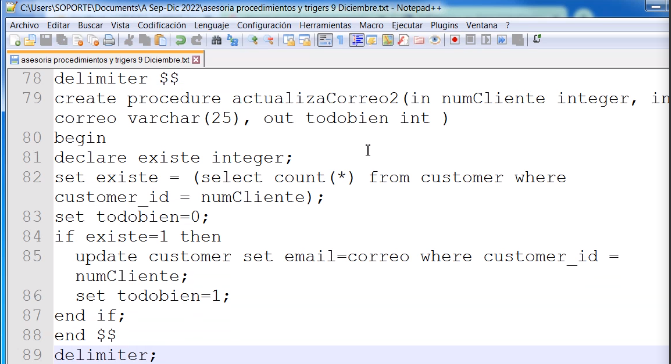 C:\Users\SOPORTE\Documents\A Sep-Dic 2022\asesoria procedimientos y trigers 9 Diciembre.txt - Notepad++
Archivo Editar Buscar Vista Codificación Lenguaje Configuración Herramientas Macro Ejecutar Plugins Ventana ?
asesoria procedimientos y trigers 9 Diciembre.txt
78 delimiter $$
79 create procedure actualizaCorreo2(in numCliente integer, in
correo varchar(25), out todobien int )
80 begin
81 declare existe integer;
82 set existe = (select count(*) from customer where
customer_id = numCliente);
83 set todobien=0;
84 if existe=1 then
85 update customer set email=correo where customer_id =
numCliente;
86 set todobien=1;
87 end if;
88 end $$
89 delimiter;